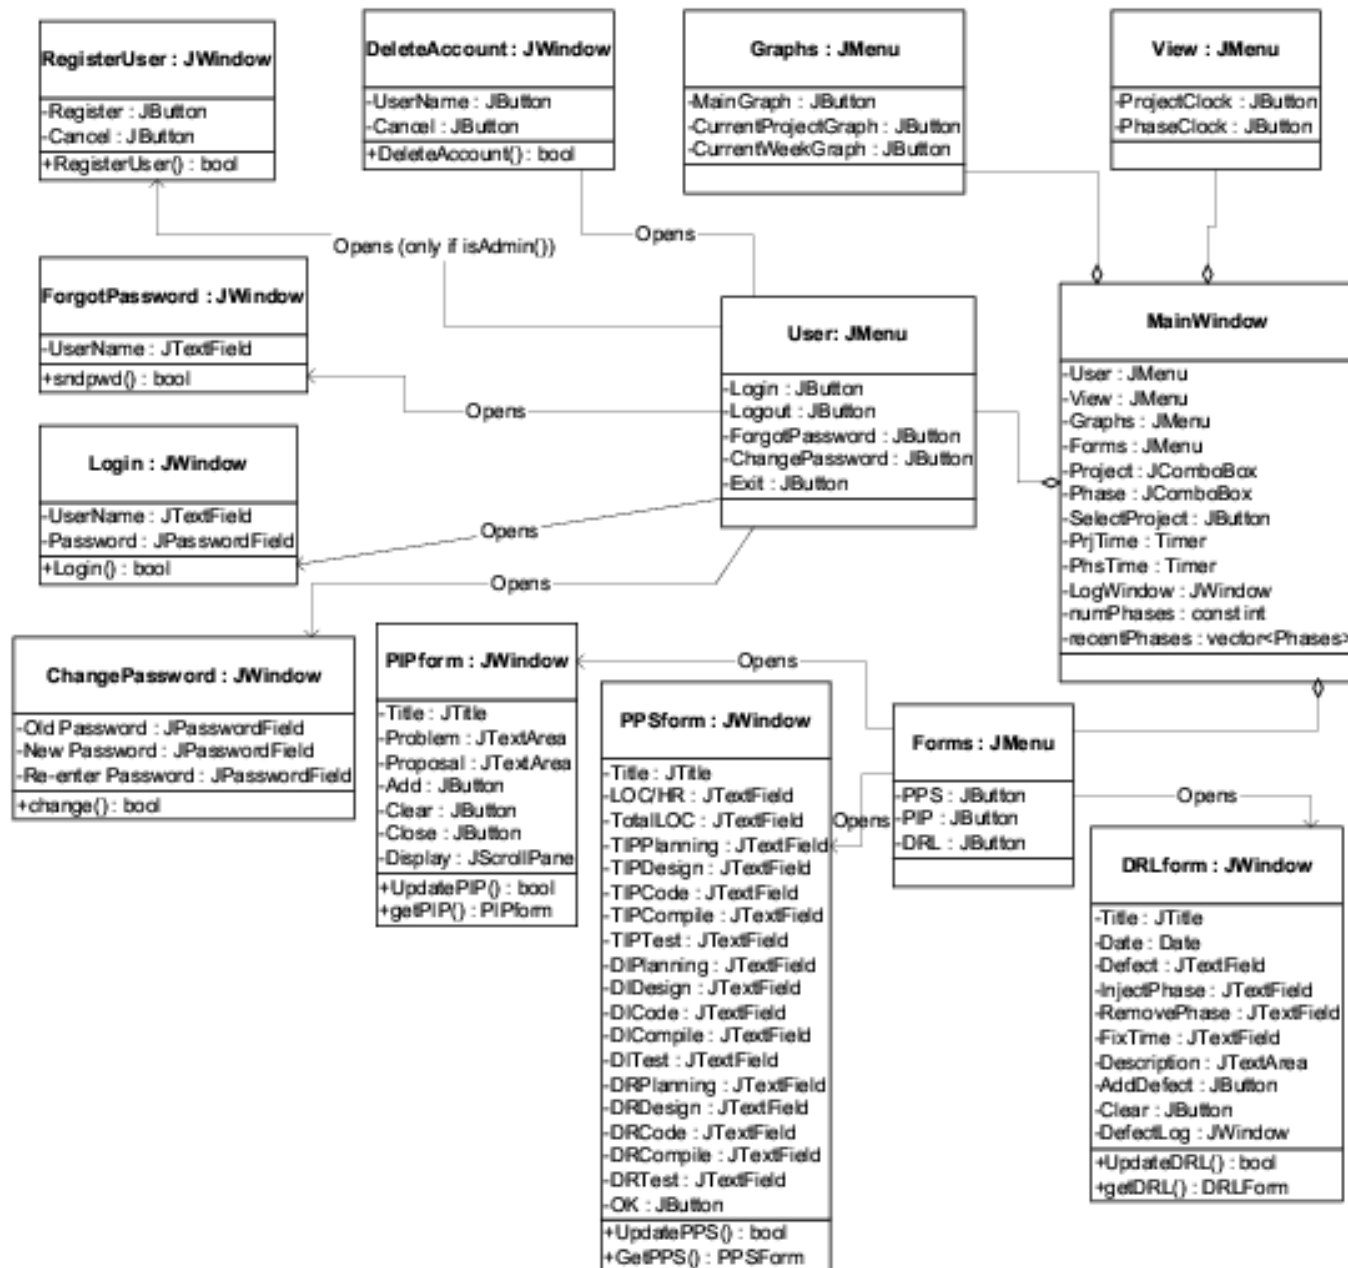 RegisterUser : JWindow
-Register : JButton
-Cancel : JButton
+RegisterUser() : bool
DeleteAccount : JWindow
-UserName : JButton
-Cancel : JButton
+DeleteAccount() : bool
Graphs : JMenu
-MainGraph : JButton
-CurrentProjectGraph : JButton
-CurrentWeekGraph : JButton
View : JMenu
-ProjectClock : JButton
-PhaseClock : JButton
Opens (only if isAdmin())
Opens
ForgotPassword : JWindow
-UserName : JTextField
+sndpwd() : bool
Opens
User: JMenu
-Login : JButton
-Logout : JButton
-ForgotPassword : JButton
-ChangePassword : JButton
-Exit : JButton
MainWindow
-User : JMenu
-View : JMenu
-Graphs : JMenu
-Forms : JMenu
-Project : JComboBox
-Phase : JComboBox
-SelectProject : JButton
-PrjTime : Timer
-PhsTime : Timer
-LogWindow : JWindow
-numPhases : const int
-recentPhases : vector<Phases>
Login : JWindow
-UserName : JTextField
-Password : JPasswordField
+Login() : bool
Opens
Opens
ChangePassword : JWindow
-Old Password : JPasswordField
-New Password : JPasswordField
-Re-enter Password : JPasswordField
+change() : bool
PIPform : JWindow
-Title : JTitle
-Problem : JTextArea
-Proposal : JTextArea
-Add : JButton
-Clear : JButton
-Close : JButton
-Display : JScrollPane
+UpdatePIP() : bool
+getPIP() : PIPform
Opens
PPSform : JWindow
-Title : JTitle
-LOC/HR : JTextField
-TotalLOC : JTextField
-TIPPlanning : JTextField
-TIPDesign : JTextField
-TIPCode : JTextField
-TIPCompile : JTextField
-TIPTest : JTextField
-DIPlanning : JTextField
-DIDesign : JTextField
-DICode : JTextField
-DICompile : JTextField
-DITest : JTextField
-DRPlanning : JTextField
-DRDesign : JTextField
-DRCode : JTextField
-DRCompile : JTextField
-DRTest : JTextField
-OK : JButton
+UpdatePPS() : bool
+GetPPS() : PPSForm
Opens
Forms : JMenu
-PPS : JButton
-PIP : JButton
-DRL : JButton
Opens
DRLform : JWindow
-Title : JTitle
-Date : Date
-Defect : JTextField
-InjectPhase : JTextField
-RemovePhase : JTextField
-FixTime : JTextField
-Description : JTextArea
-AddDefect : JButton
-Clear : JButton
-DefectLog : JWindow
+UpdateDRL() : bool
+getDRL() : DRLForm